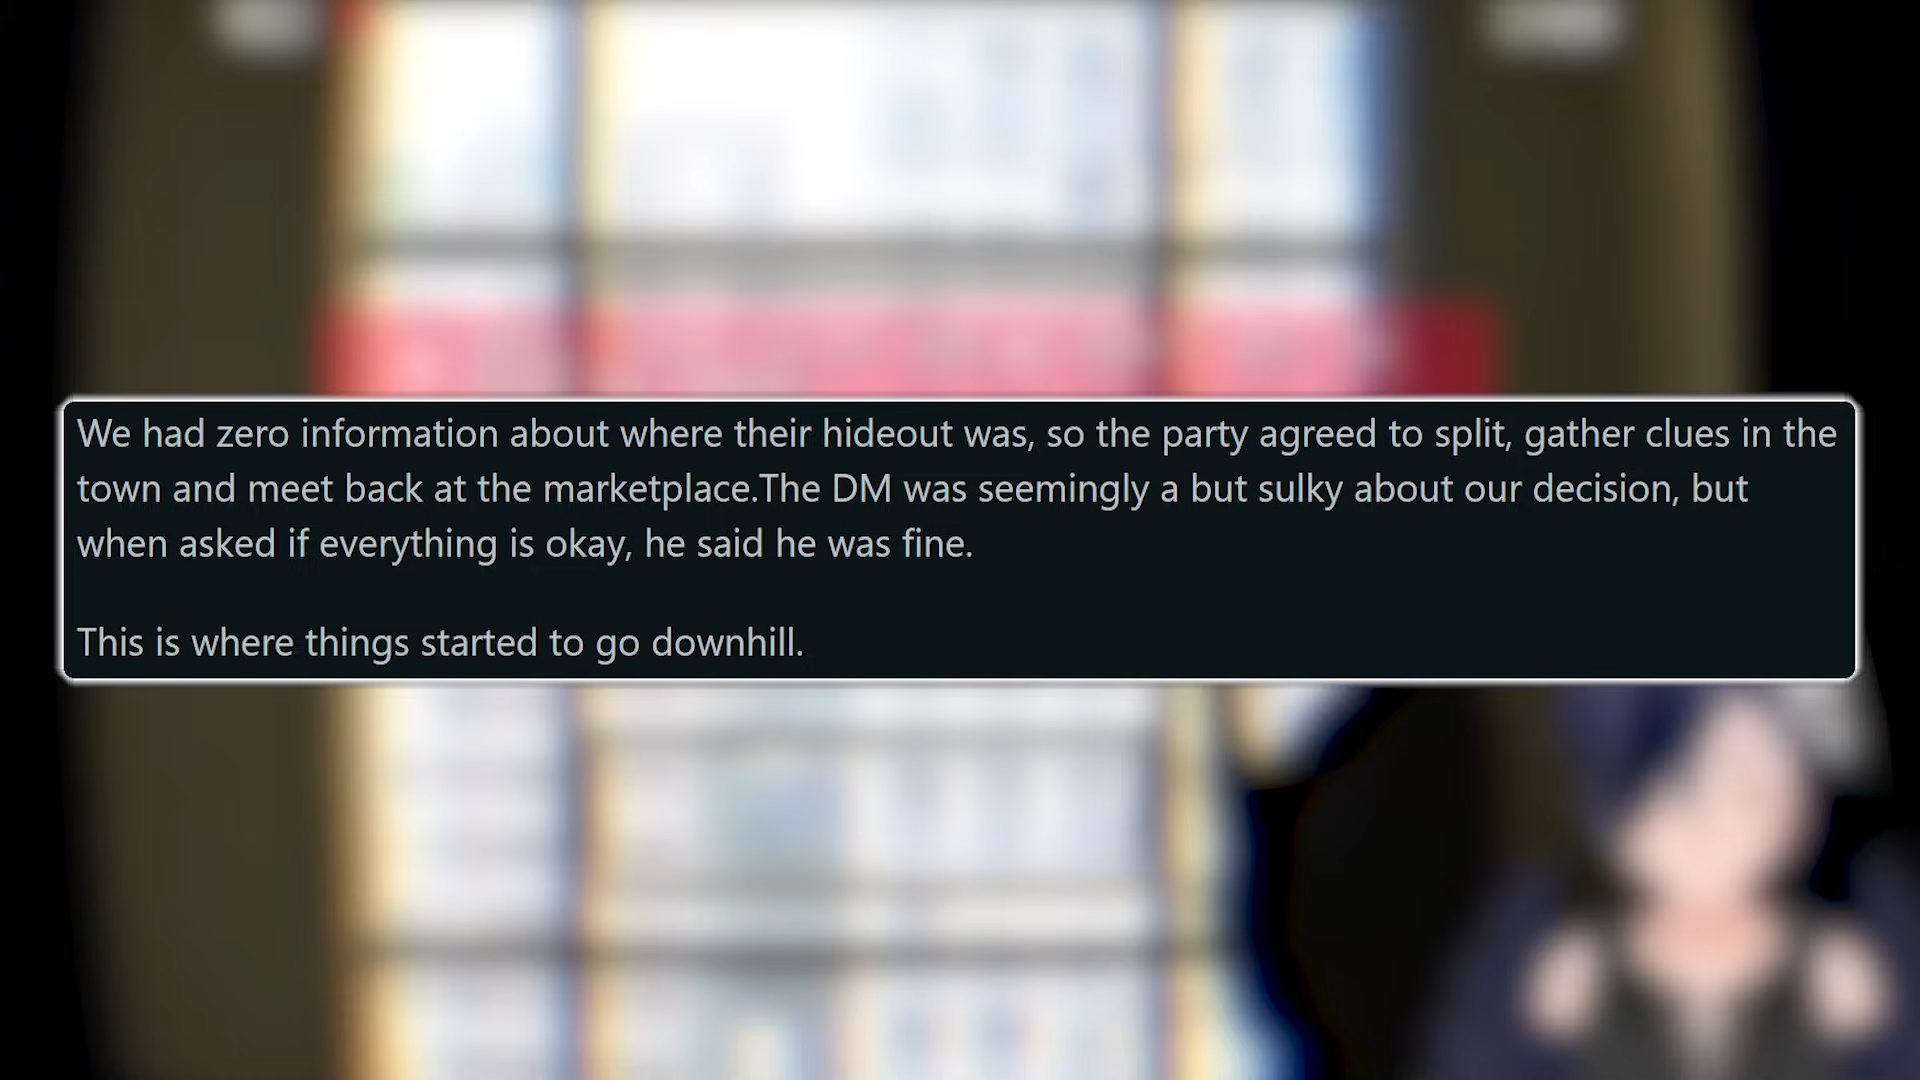 We had zero information about where their hideout was, so the party agreed to split, gather clues in the
town and meet back at the marketplace.The DM was seemingly a but sulky about our decision, but
when asked if everything is okay, he said he was fine.
This is where things started to go downhill.